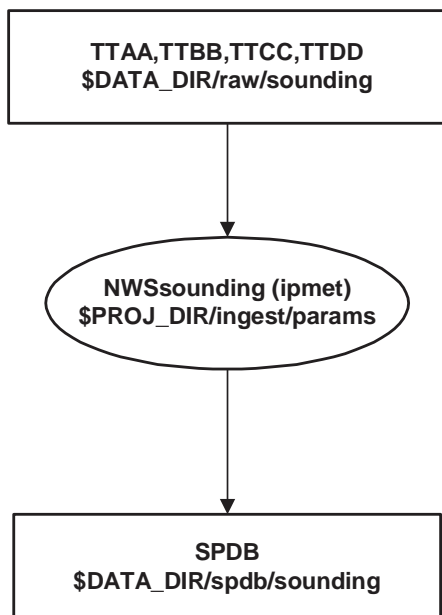 TTAA,TTBB,TTCC,TTDD
$DATA_DIR/raw/sounding
NWSsounding (ipmet)
$PROJ_DIR/ingest/params
SPDB
$DATA_DIR/spdb/sounding